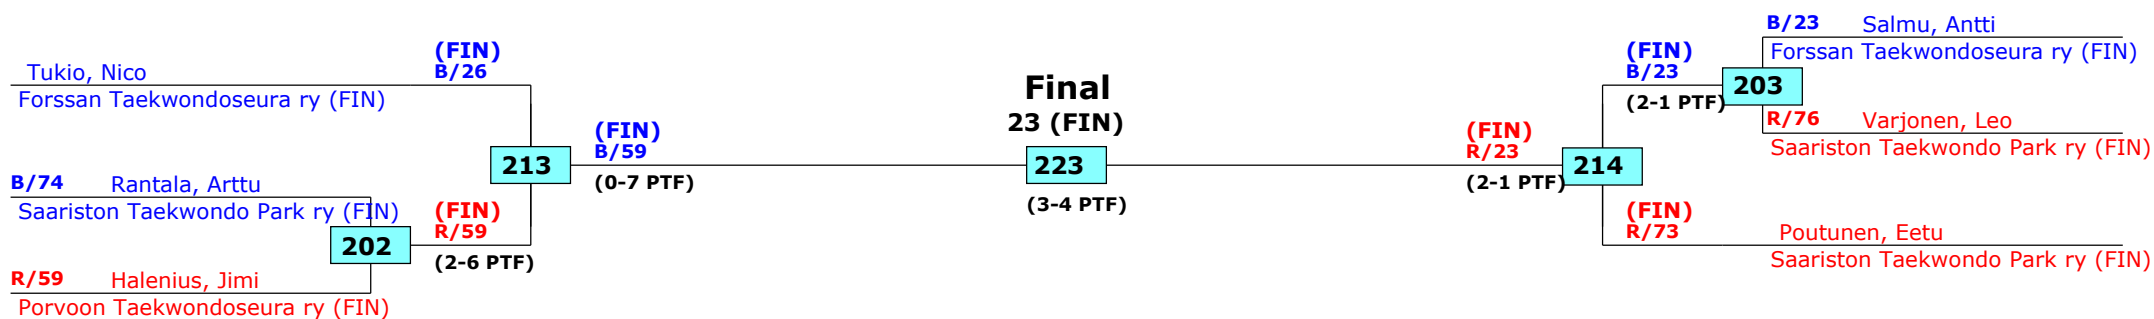 Tukio, Nico
Forssan Taekwondoseura ry (FIN)
(FIN)
B/26
B/74 Rantala, Arttu
Saariston Taekwondo Park ry (FIN)
202
R/59 Halenius, Jimi
Porvoon Taekwondoseura ry (FIN)
(FIN)
R/59
(2-6 PTF)
213
(FIN)
B/59
(0-7 PTF)
Final
23 (FIN)
223
(3-4 PTF)
(FIN)
R/23
(2-1 PTF)
214
(FIN)
B/23
(2-1 PTF)
203
B/23 Salmu, Antti
Forssan Taekwondoseura ry (FIN)
R/76 Varjonen, Leo
Saariston Taekwondo Park ry (FIN)
(FIN)
R/73
Poutunen, Eetu
Saariston Taekwondo Park ry (FIN)